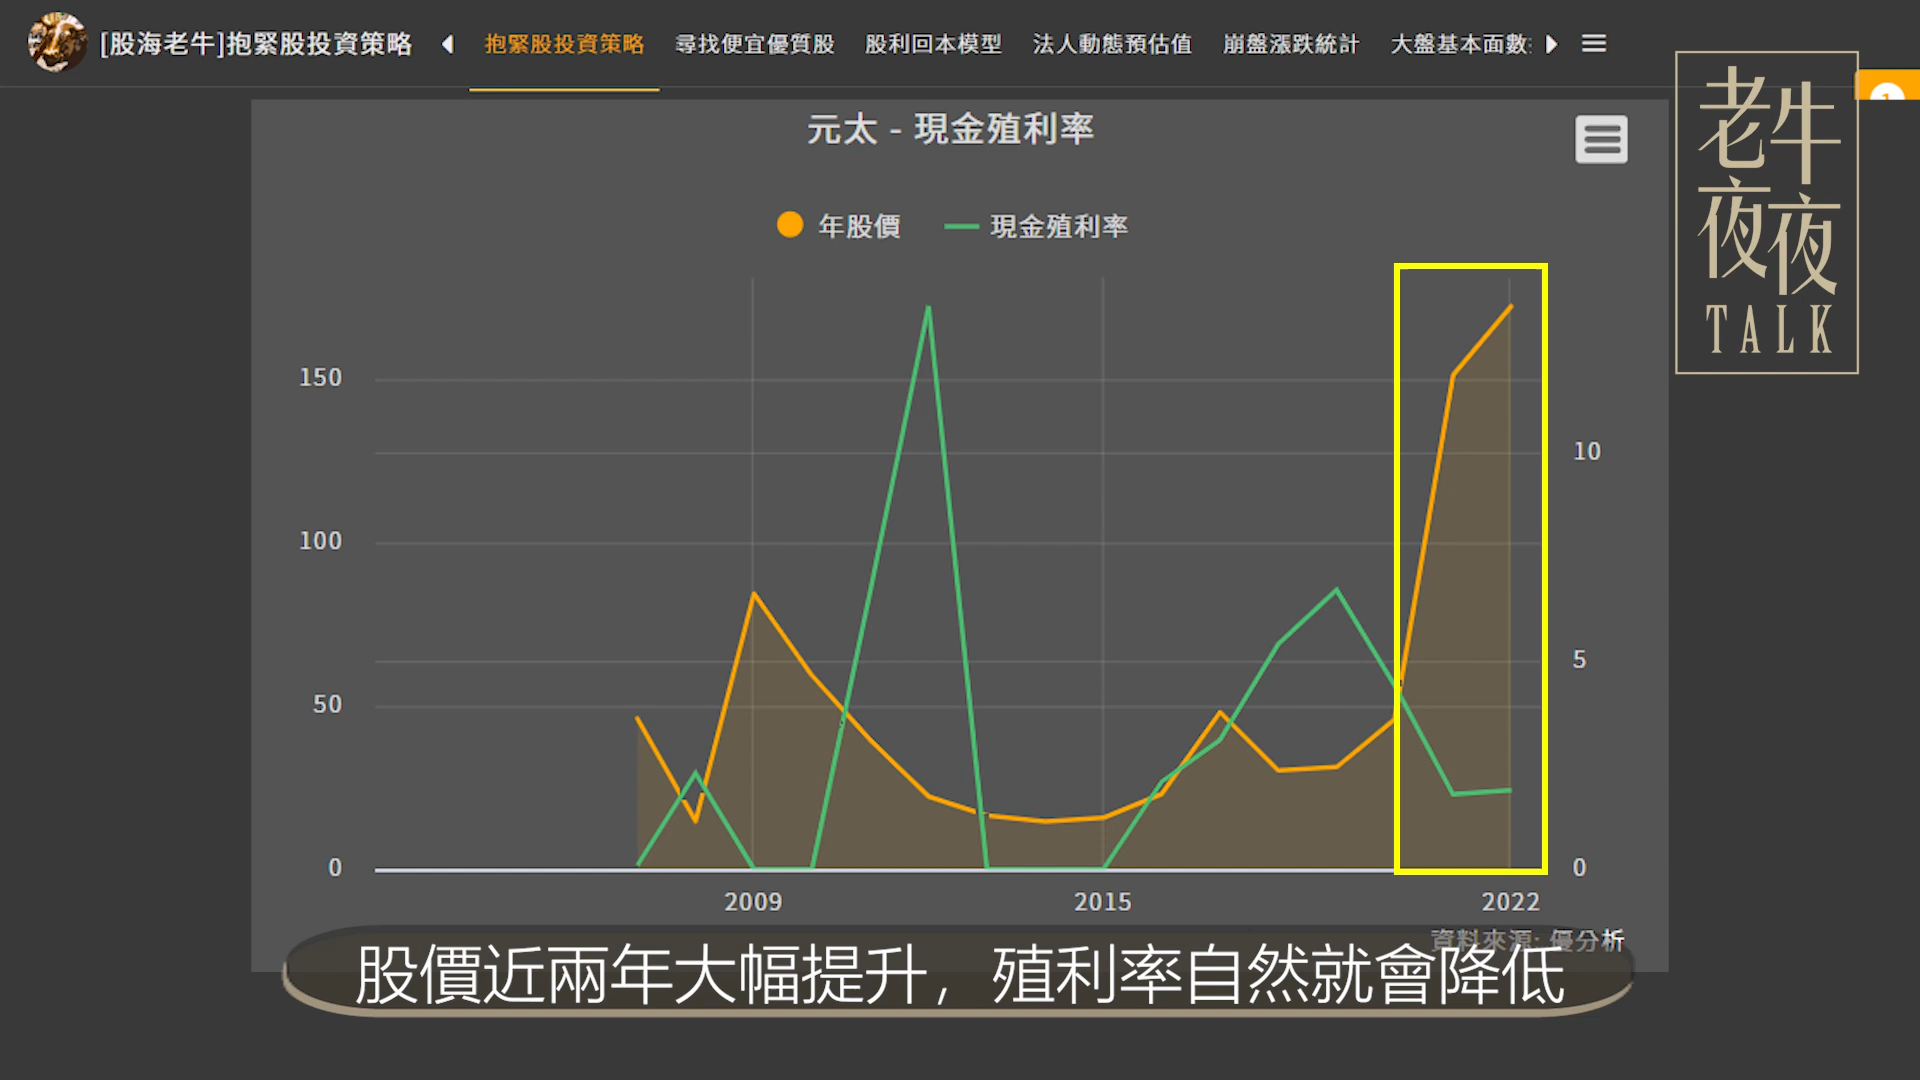 [股海老牛]抱緊股投資策略
抱緊股投資策略
尋找便宜優質股
股利回本模型
法人動態預估值
崩盤漲跌統計
大盤基本面數
老牛
夜夜
TALK
元太 - 現金殖利率
年股價
現金殖利率
150
100
50
0
10
5
0
2009
2015
2022
資料來源: 優分析
股價近兩年大幅提升，殖利率自然就會降低